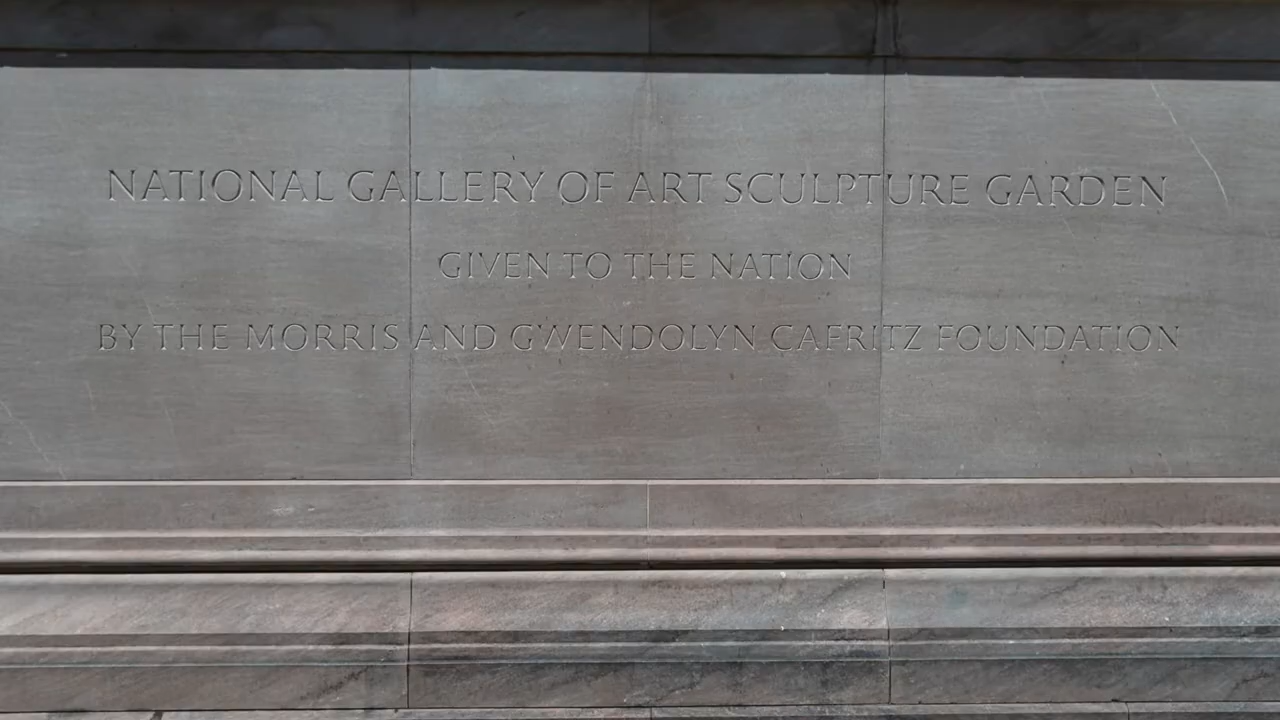 NATIONAL GALLERY OF ART SCULPTURE GARDEN
GIVEN TO THE NATION
BY THE MORRIS AND GWENDOLYN CAFRITZ FOUNDATION